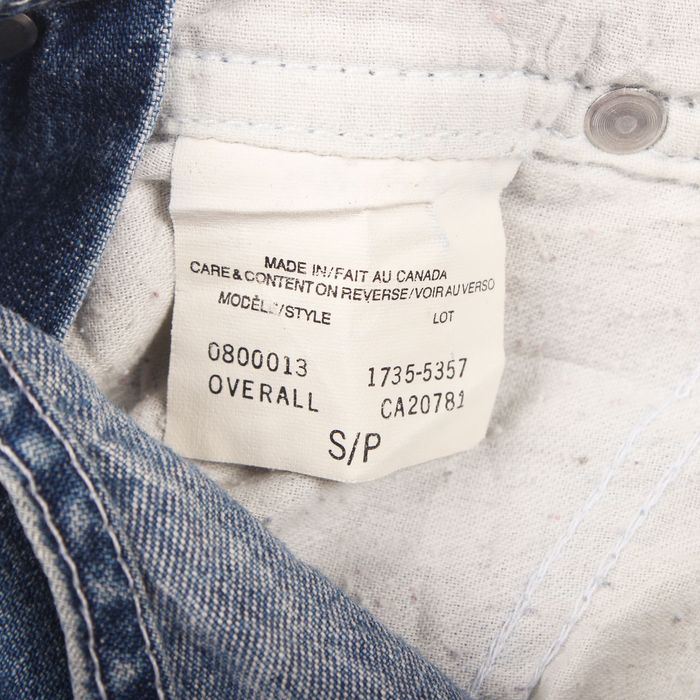 MADE IN/FAIT AU CANADA
CARE & CONTENT ON REVERSE/VOIR AU VERSO
MODÈLE/STYLE LOT
0800013 1735-5357
OVERALL CA20781
S/P